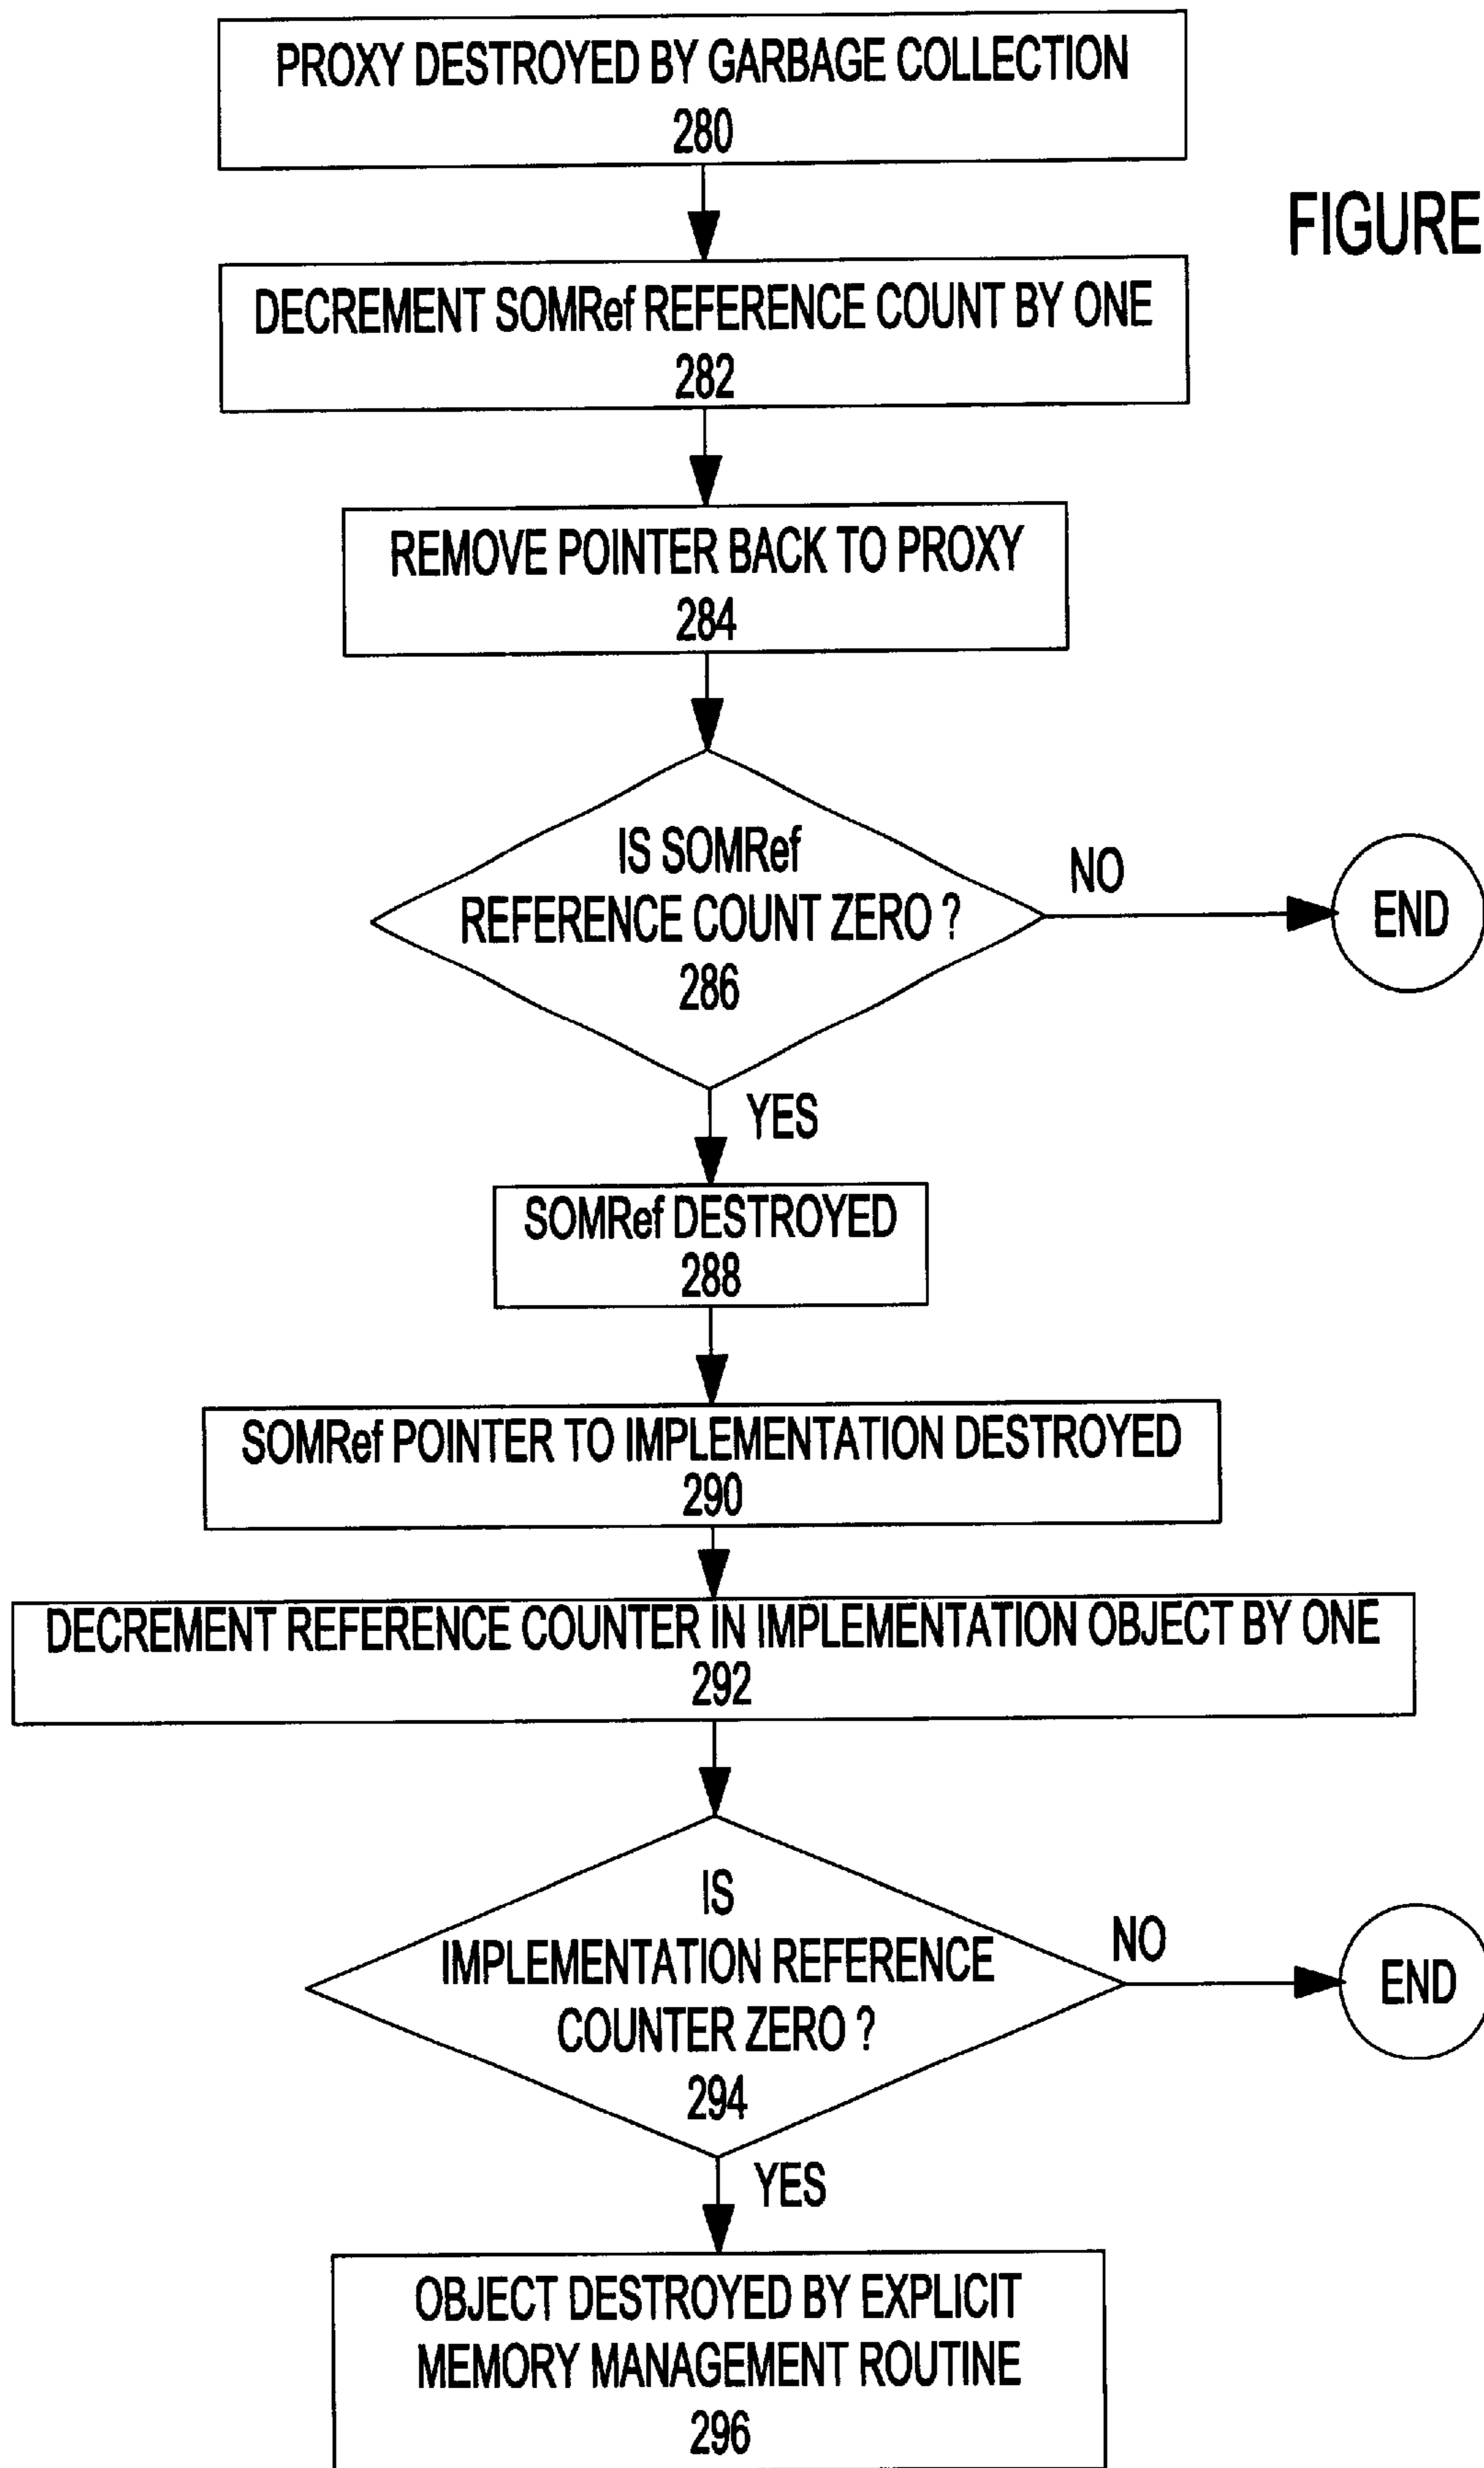 PROXY DESTROYED BY GARBAGE COLLECTION
280
FIGURE
DECREMENT SOMRef REFERENCE COUNT BY ONE
282
REMOVE POINTER BACK TO PROXY
284
IS SOMRef
REFERENCE COUNT ZERO ?
286
NO
END
YES
SOMRef DESTROYED
288
SOMRef POINTER TO IMPLEMENTATION DESTROYED
290
DECREMENT REFERENCE COUNTER IN IMPLEMENTATION OBJECT BY ONE
292
IS
IMPLEMENTATION REFERENCE
COUNTER ZERO ?
294
NO
END
YES
OBJECT DESTROYED BY EXPLICIT
MEMORY MANAGEMENT ROUTINE
296